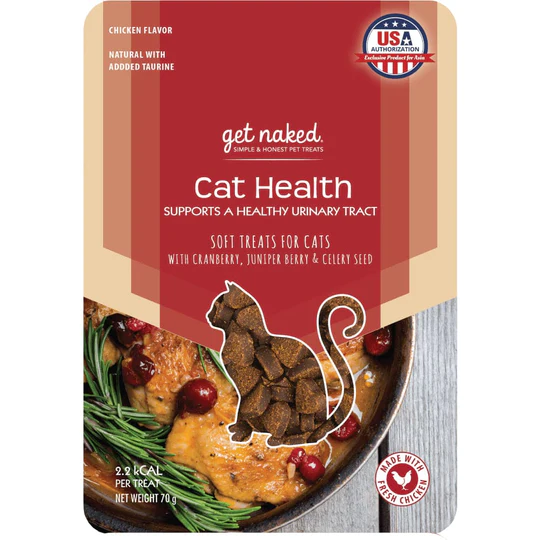 CHICKEN FLAVOR
NATURAL WITH
ADDDED TAURINE
USA
AUTHORIZATION
Exclusive Product for Asia
get naked.
SIMPLE & HONEST PET TREATS
Cat Health
SUPPORTS A HEALTHY URINARY TRACT
SOFT TREATS FOR CATS
WITH CRANBERRY, JUNIPER BERRY & CELERY SEED
2.2 kCAL
PER TREAT
NET WEIGHT 70 g
MADE WITH
FRESH CHICKEN